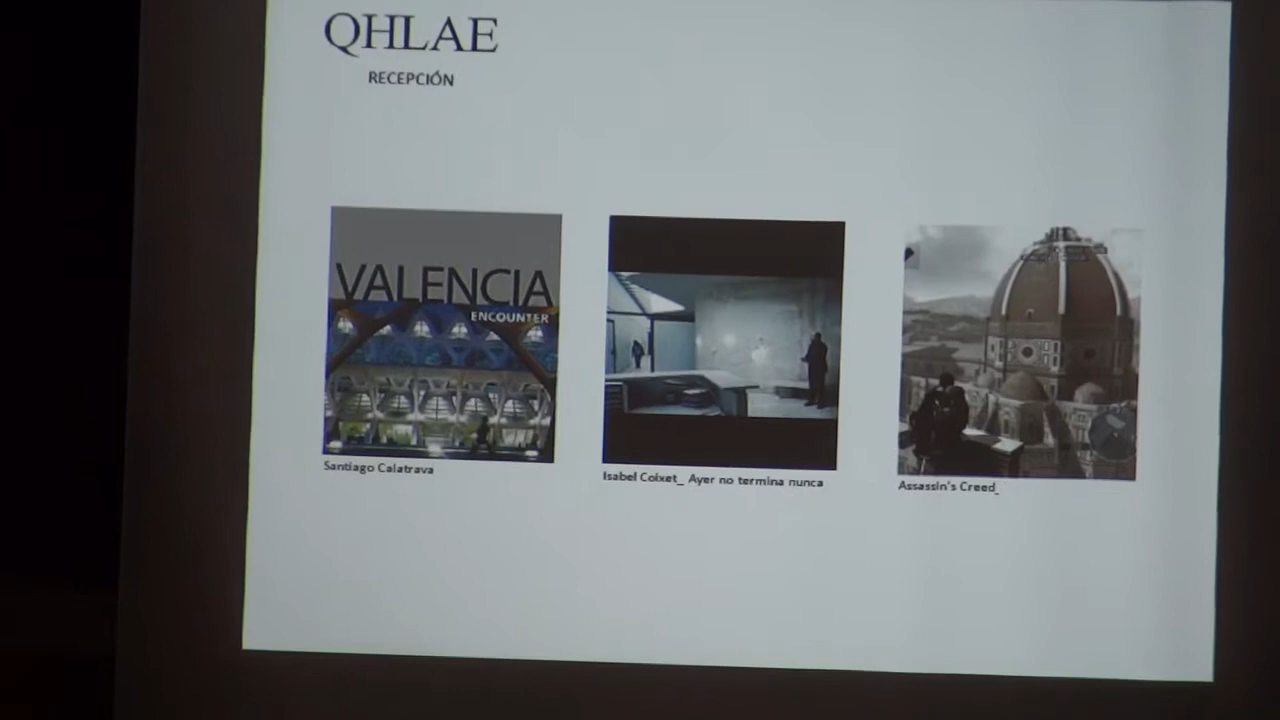 QHLAE
RECEPCIÓN
VALENCIA
ENCOUNTER
Santiago Calatrava
Isabel Coixet_ Ayer no termina nunca
Assassin's Creed_